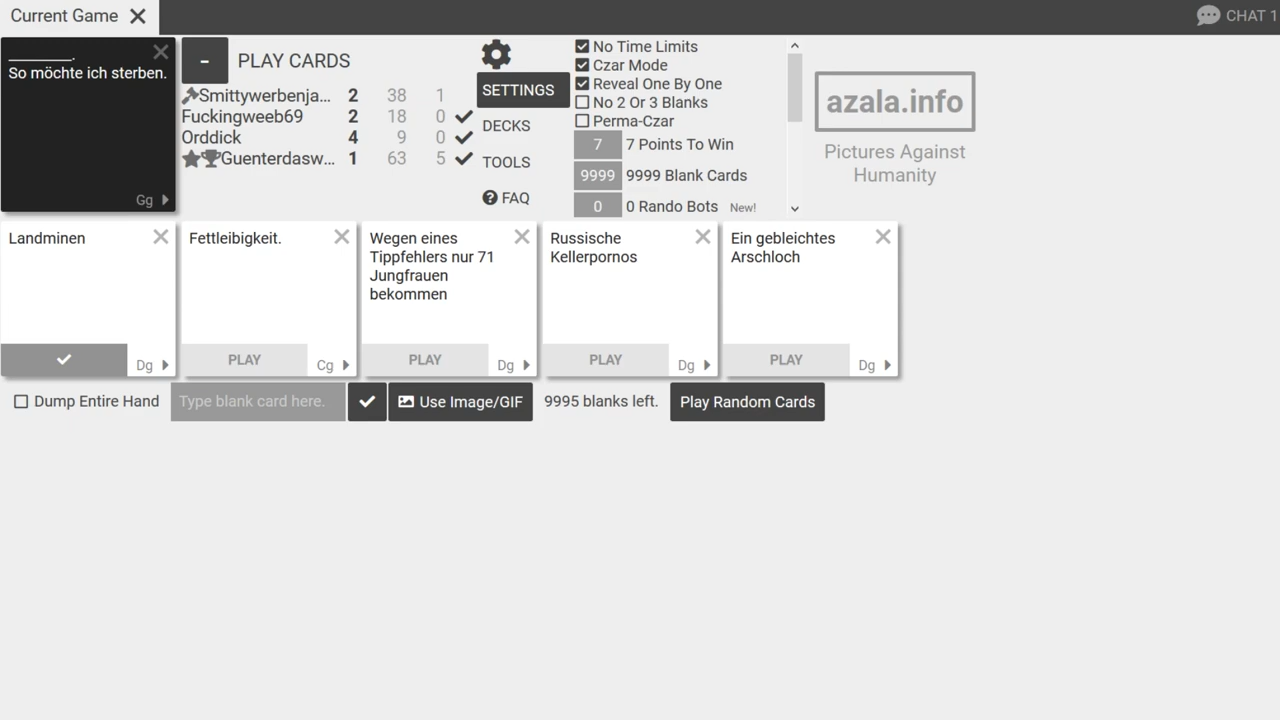 Current Game
CHAT 1
_______.
So möchte ich sterben.
Gg
-
PLAY CARDS
Smittywerbenja... 2 38 1
Fuckingweeb69 2 18 0
Orddick 4 9 0
Guenterdasw... 1 63 5
SETTINGS
DECKS
TOOLS
FAQ
No Time Limits
Czar Mode
Reveal One By One
No 2 Or 3 Blanks
Perma-Czar
7 7 Points To Win
9999 9999 Blank Cards
0 0 Rando Bots New!
azala.info
Pictures Against
Humanity
Landminen
Dg
Fettleibigkeit.
PLAY
Cg
Wegen eines
Tippfehlers nur 71
Jungfrauen
bekommen
PLAY
Dg
Russische
Kellerpornos
PLAY
Dg
Ein gebleichtes
Arschloch
PLAY
Dg
Dump Entire Hand
Type blank card here.
Use Image/GIF
9995 blanks left.
Play Random Cards